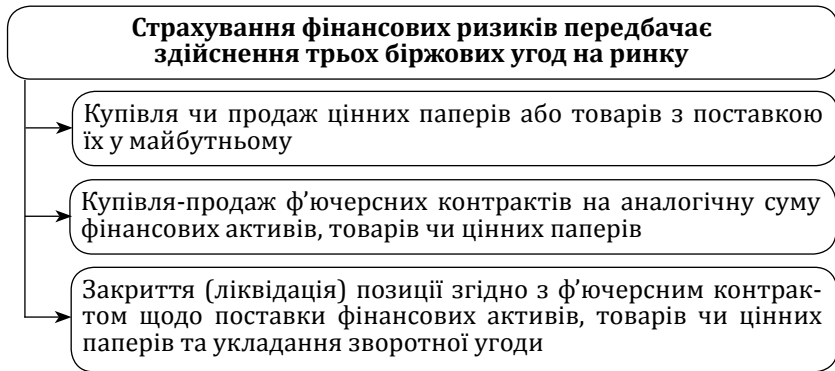 Страхування фінансових ризиків передбачає
здійснення трьох біржових угод на ринку
Купівля чи продаж цінних паперів або товарів з поставкою
їх у майбутньому
Купівля-продаж ф’ючерсних контрактів на аналогічну суму
фінансових активів, товарів чи цінних паперів
Закриття (ліквідація) позиції згідно з ф’ючерсним контрак-
том щодо поставки фінансових активів, товарів чи цінних
паперів та укладання зворотної угоди